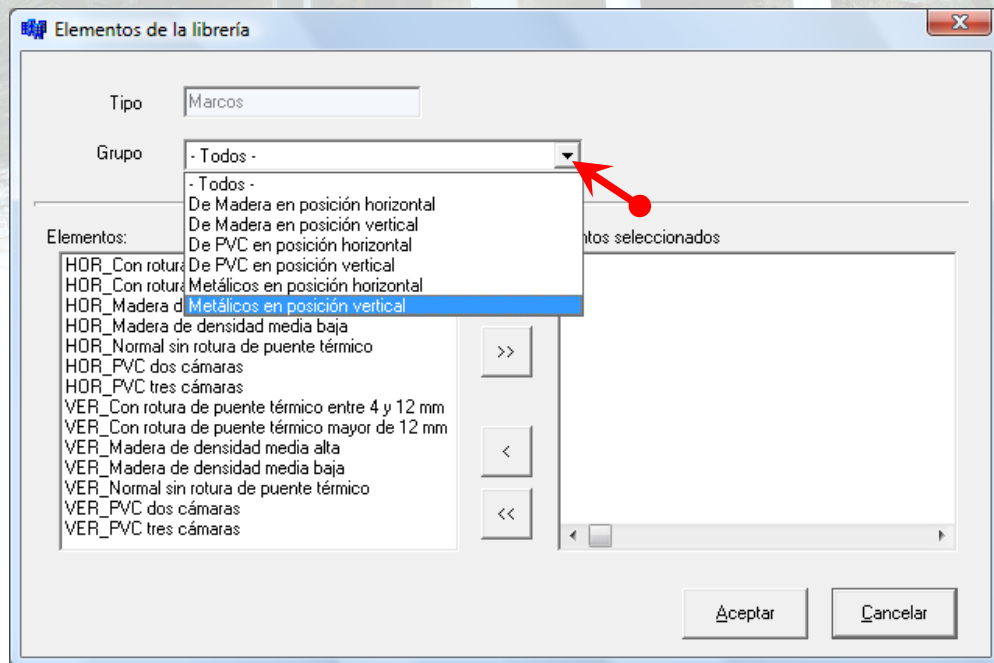 Elementos de la librería
Tipo
Marcos
Grupo
- Todos -
- Todos -
De Madera en posición horizontal
De Madera en posición vertical
De PVC en posición horizontal
De PVC en posición vertical
Metálicos en posición horizontal
Metálicos en posición vertical
Elementos:
seleccionados
HOR_Con
HOR_Con
HOR_Madera
HOR_Madera de densidad media baja
HOR_Normal sin rotura de puente térmico
HOR_PVC dos cámaras
HOR_PVC tres cámaras
VER_Con rotura de puente térmico entre 4 y 12 mm
VER_Con rotura de puente térmico mayor de 12 mm
VER_Madera de densidad media alta
VER_Madera de densidad media baja
VER_Normal sin rotura de puente térmico
VER_PVC dos cámaras
VER_PVC tres cámaras
>>
<
<<
Aceptar
Cancelar